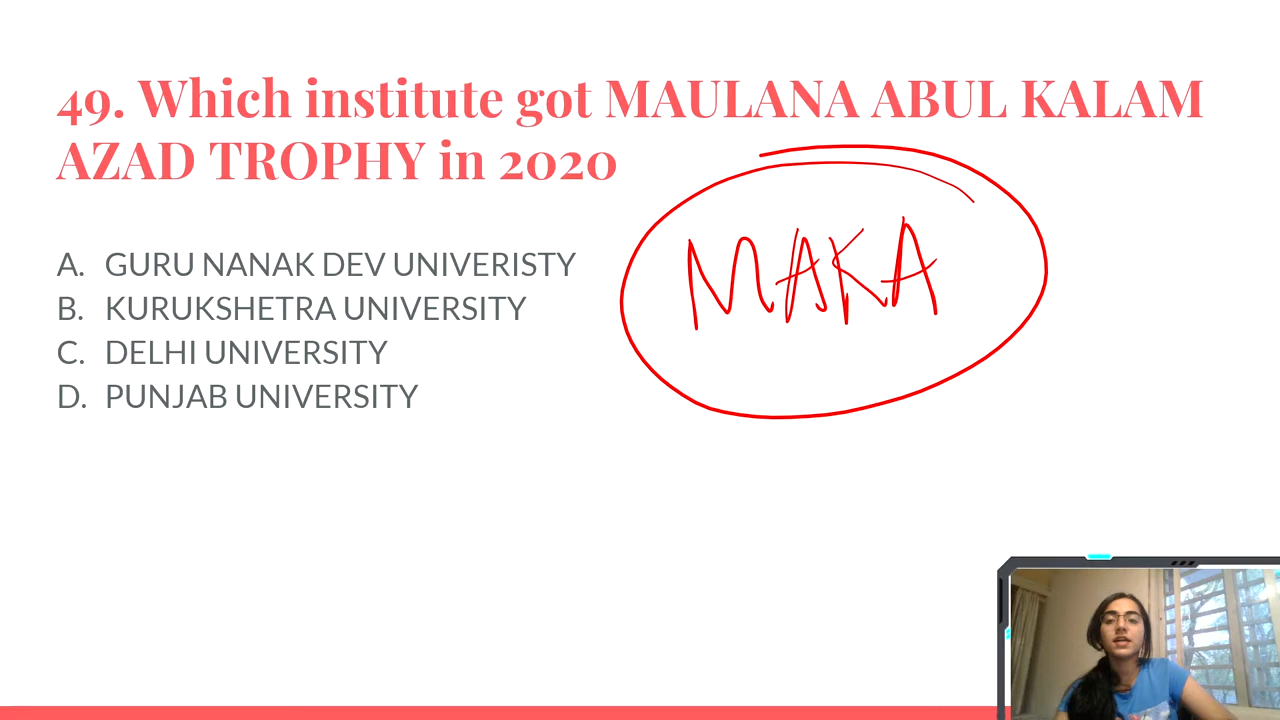 49. Which institute got MAULANA ABUL KALAM
AZAD TROPHY in 2020
MAKA
A. GURU NANAK DEV UNIVERISTY
B. KURUKSHETRA UNIVERSITY
C. DELHI UNIVERSITY
D. PUNJAB UNIVERSITY